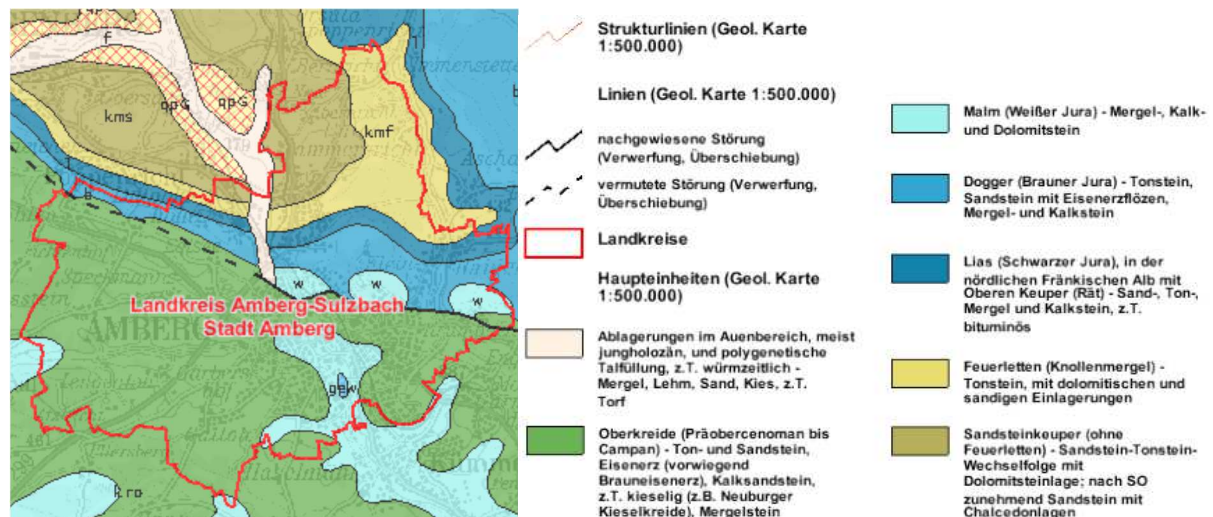 f
qpG
qpG
kms
kmf
b
w
w
w
Landkreis Amberg-Sulzbach
Stadt Amberg
AMBERG
gew
kro
Strukturlinien (Geol. Karte
1:500.000)
Linien (Geol. Karte 1:500.000)
nachgewiesene Störung
(Verwerfung, Überschiebung)
vermutete Störung (Verwerfung,
Überschiebung)
Landkreise
Haupteinheiten (Geol. Karte
1:500.000)
Ablagerungen im Auenbereich, meist
jungholozän, und polygenetische
Talfüllung, z.T. würmzeitlich -
Mergel, Lehm, Sand, Kies, z.T.
Torf
Oberkreide (Präobercenoman bis
Campan) - Ton- und Sandstein,
Eisenerz (vorwiegend
Brauneisenerz), Kalksandstein,
z.T. kieselig (z.B. Neuburger
Kieselkreide), Mergelstein
Malm (Weißer Jura) - Mergel-, Kalk-
und Dolomitstein
Dogger (Brauner Jura) - Tonstein,
Sandstein mit Eisenerzflözen,
Mergel- und Kalkstein
Lias (Schwarzer Jura), in der
nördlichen Fränkischen Alb mit
Oberen Keuper (Rät) - Sand-, Ton-,
Mergel und Kalkstein, z.T.
bituminös
Feuerletten (Knollenmergel) -
Tonstein, mit dolomitischen und
sandigen Einlagerungen
Sandsteinkeuper (ohne
Feuerletten) - Sandstein-Tonstein-
Wechselfolge mit
Dolomitsteinlage; nach SO
zunehmend Sandstein mit
Chalcedonlagen